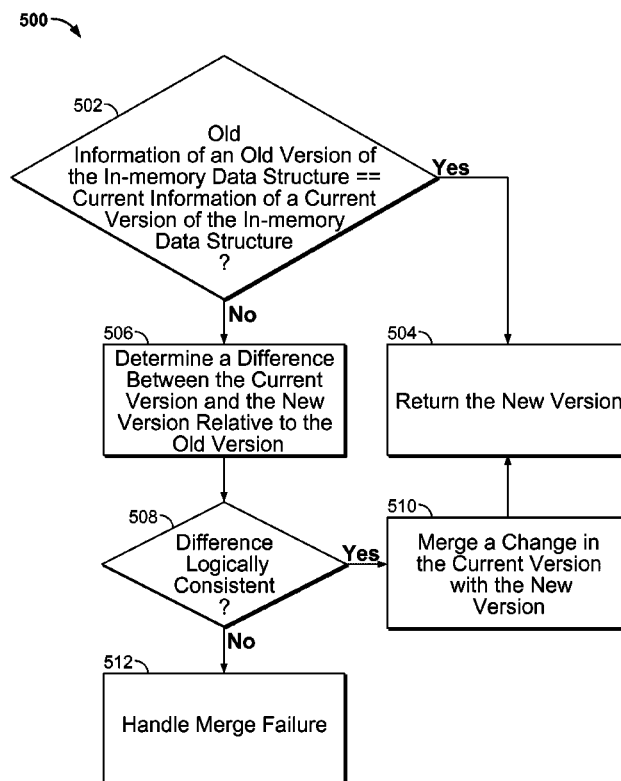 500
502
Old
Information of an Old Version of
the In-memory Data Structure ==
Current Information of a Current
Version of the In-memory
Data Structure
?
Yes
No
506
Determine a Difference
Between the Current
Version and the New
Version Relative to the
Old Version
504
Return the New Version
508
Difference
Logically
Consistent
?
Yes
No
510
Merge a Change in
the Current Version
with the New
Version
512
Handle Merge Failure